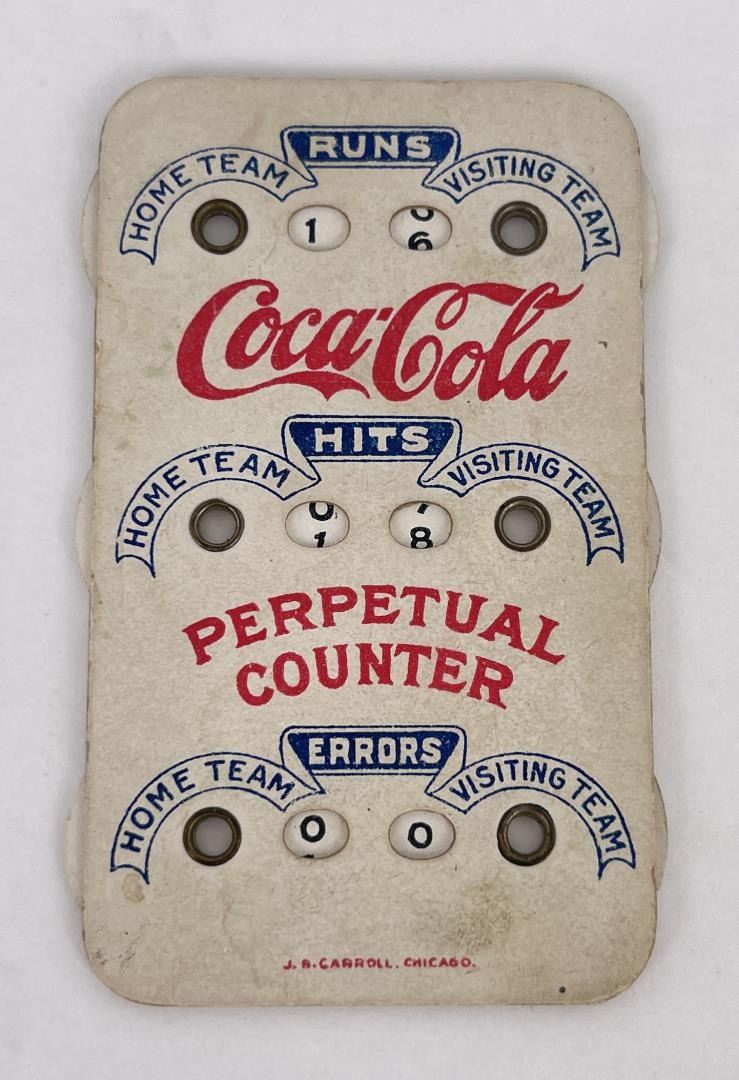 RUNS
HOME TEAM VISITING TEAM
1 6
Coca-Cola
HITS
HOME TEAM VISITING TEAM
0
1 8
PERPETUAL
COUNTER
ERRORS
HOME TEAM VISITING TEAM
0 0
J. B. CARROLL. CHICAGO.